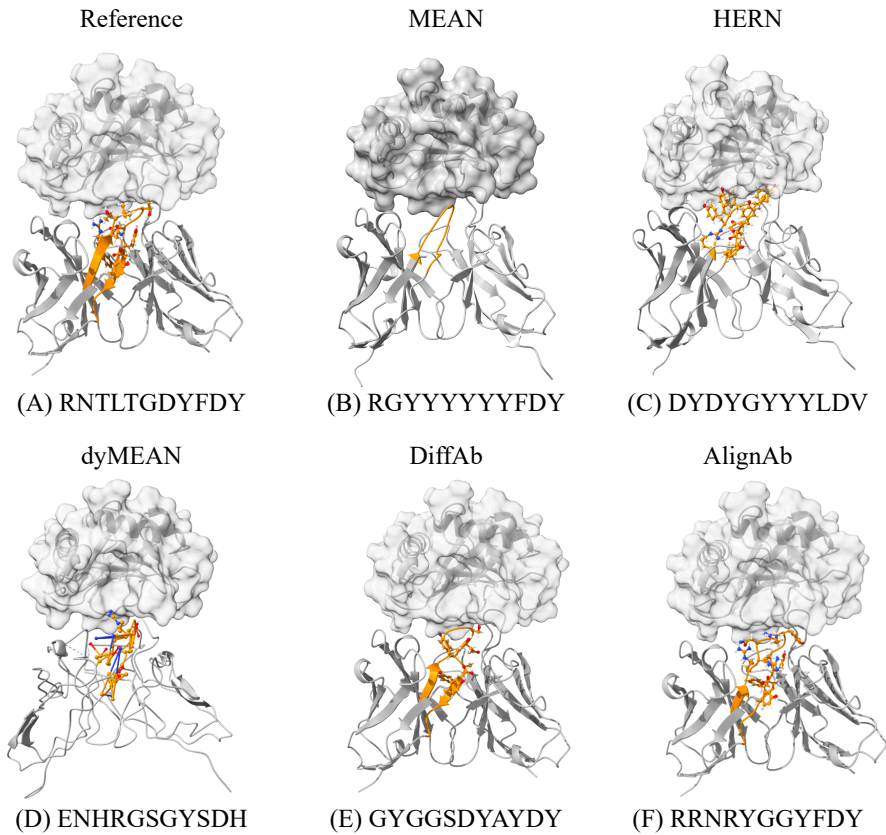 Reference
MEAN
HERN
(A) RNTLTGDYFDY
(B) RGYYYYYYFDY
(C) DYDYGYYYLDV
dyMEAN
DiffAb
AlignAb
(D) ENHRGSGYSDH
(E) GYGGSDYAYDY
(F) RRNRYGGYFDY